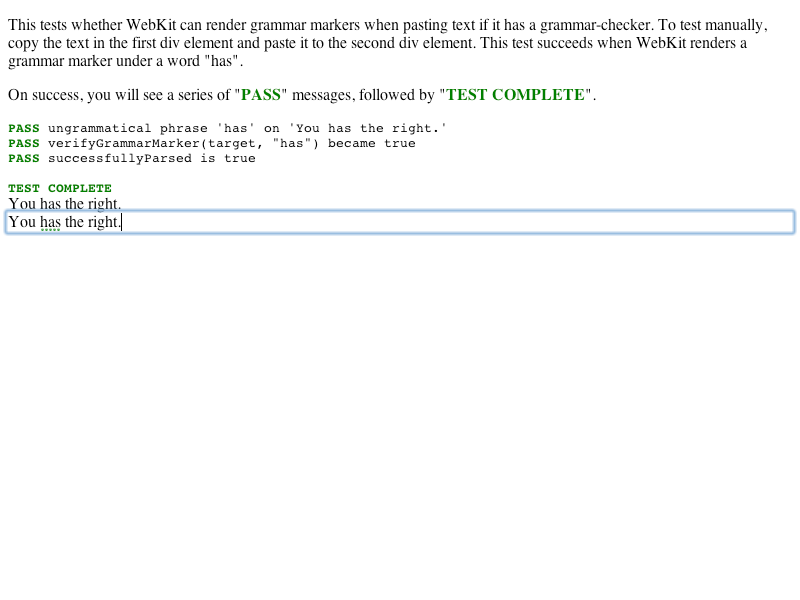 This tests whether WebKit can render grammar markers when pasting text if it has a grammar-checker. To test manually,
copy the text in the first div element and paste it to the second div element. This test succeeds when WebKit renders a
grammar marker under a word "has".
On success, you will see a series of "PASS" messages, followed by "TEST COMPLETE".
PASS ungrammatical phrase 'has' on 'You has the right.'
PASS verifyGrammarMarker(target, "has") became true
PASS successfullyParsed is true
TEST COMPLETE
You has the right.
You has the right.